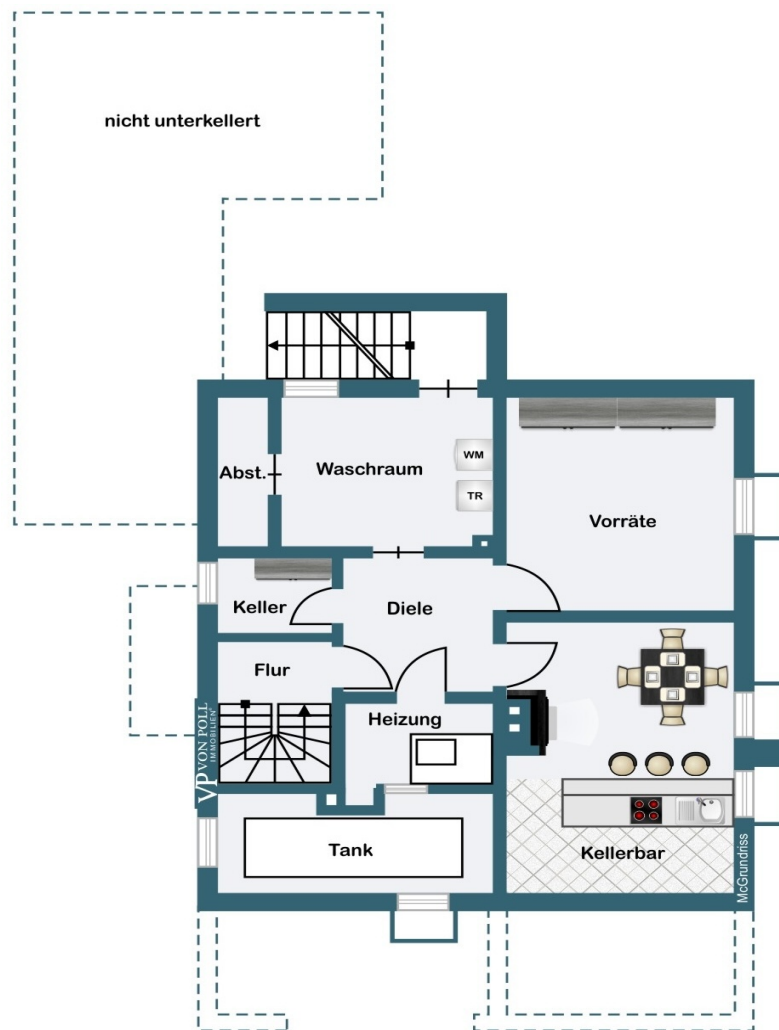 nicht unterkellert
Abst.
Waschraum
WM
TR
Vorräte
Keller
Diele
Flur
Heizung
VP VON POLL
IMMOBILIEN
Tank
Kellerbar
McGrundriss